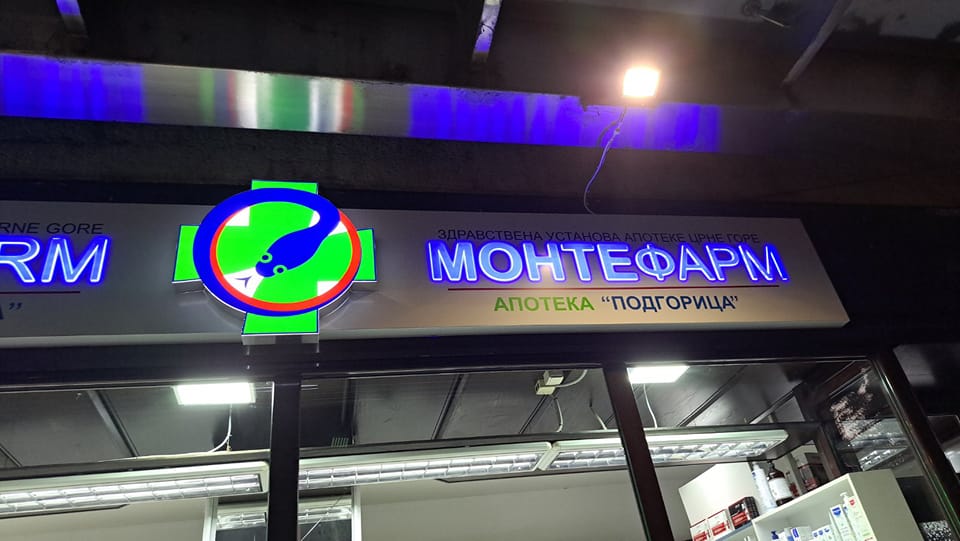 RNE GORE
RM
ЗДРАВСТВЕНА УСТАНОВА АПОТЕКЕ ЦРНЕ ГОРЕ
МОНТЕФАРМ
АПОТЕКА “ПОДГОРИЦА”